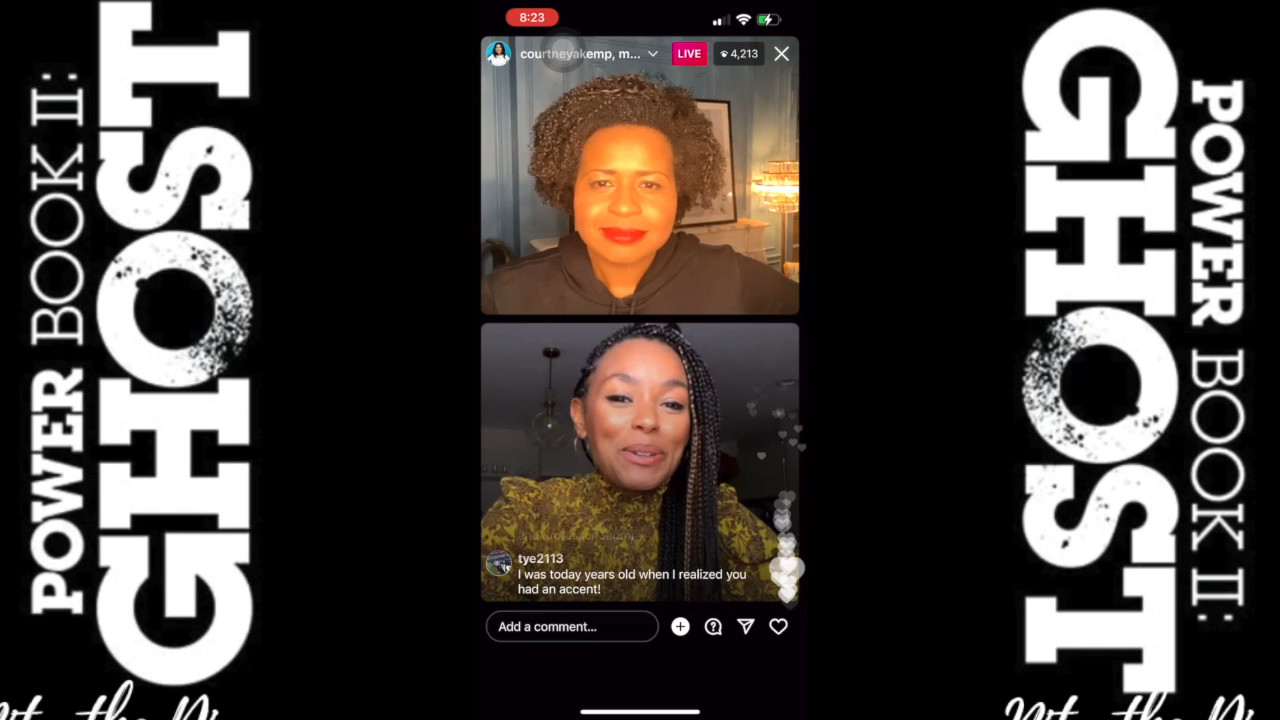 POWER BOOK II:
GHOST
8:23
courtneyakemp, m...
LIVE
4,213
tye2113
I was today years old when I realized you
had an accent!
Add a comment...
GHOST
POWER BOOK II: